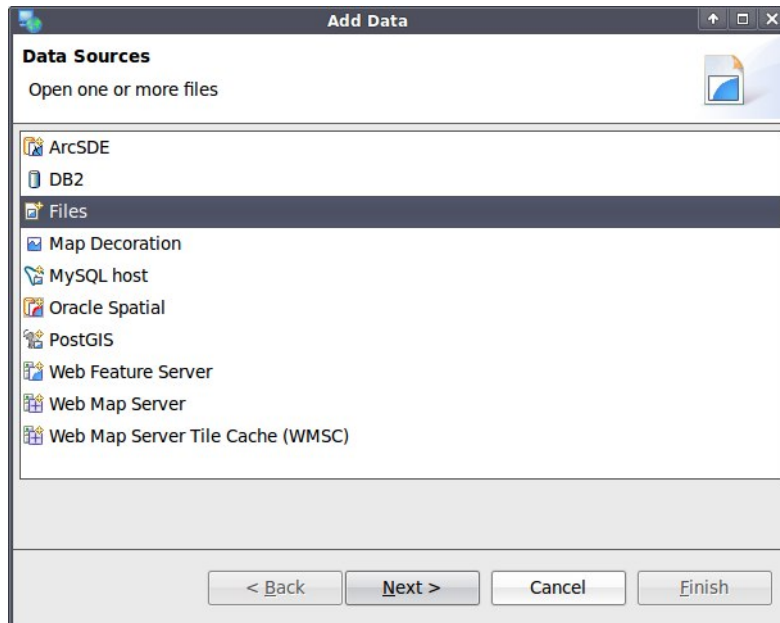 Add Data
Data Sources
Open one or more files
ArcSDE
DB2
Files
Map Decoration
MySQL host
Oracle Spatial
PostGIS
Web Feature Server
Web Map Server
Web Map Server Tile Cache (WMSC)
< Back Next > Cancel Finish